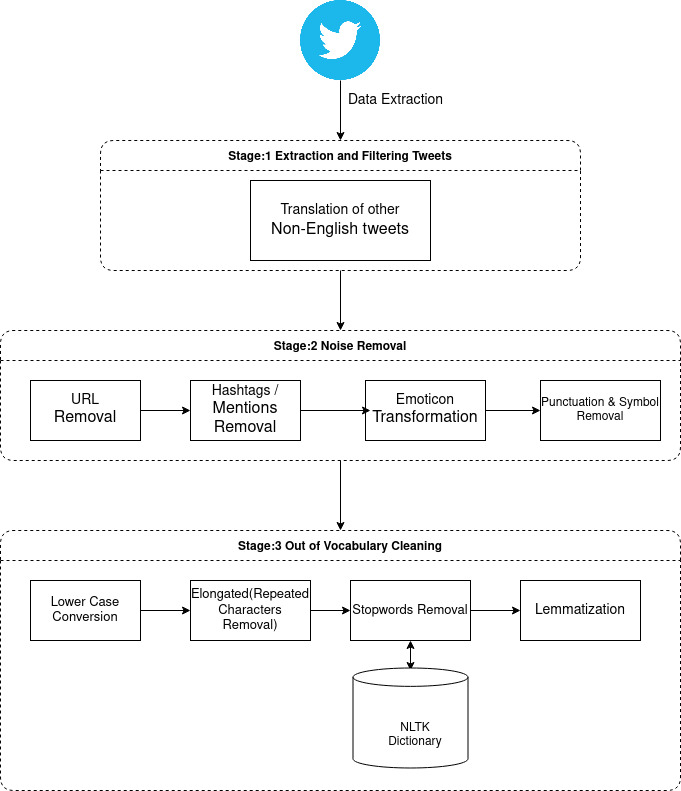 Data Extraction
Stage:1 Extraction and Filtering Tweets
Translation of other
Non-English tweets
Stage:2 Noise Removal
URL
Removal
Hashtags /
Mentions
Removal
Emoticon
Transformation
Punctuation & Symbol
Removal
Stage:3 Out of Vocabulary Cleaning
Lower Case
Conversion
Elongated(Repeated
Characters
Removal)
Stopwords Removal
Lemmatization
NLTK
Dictionary